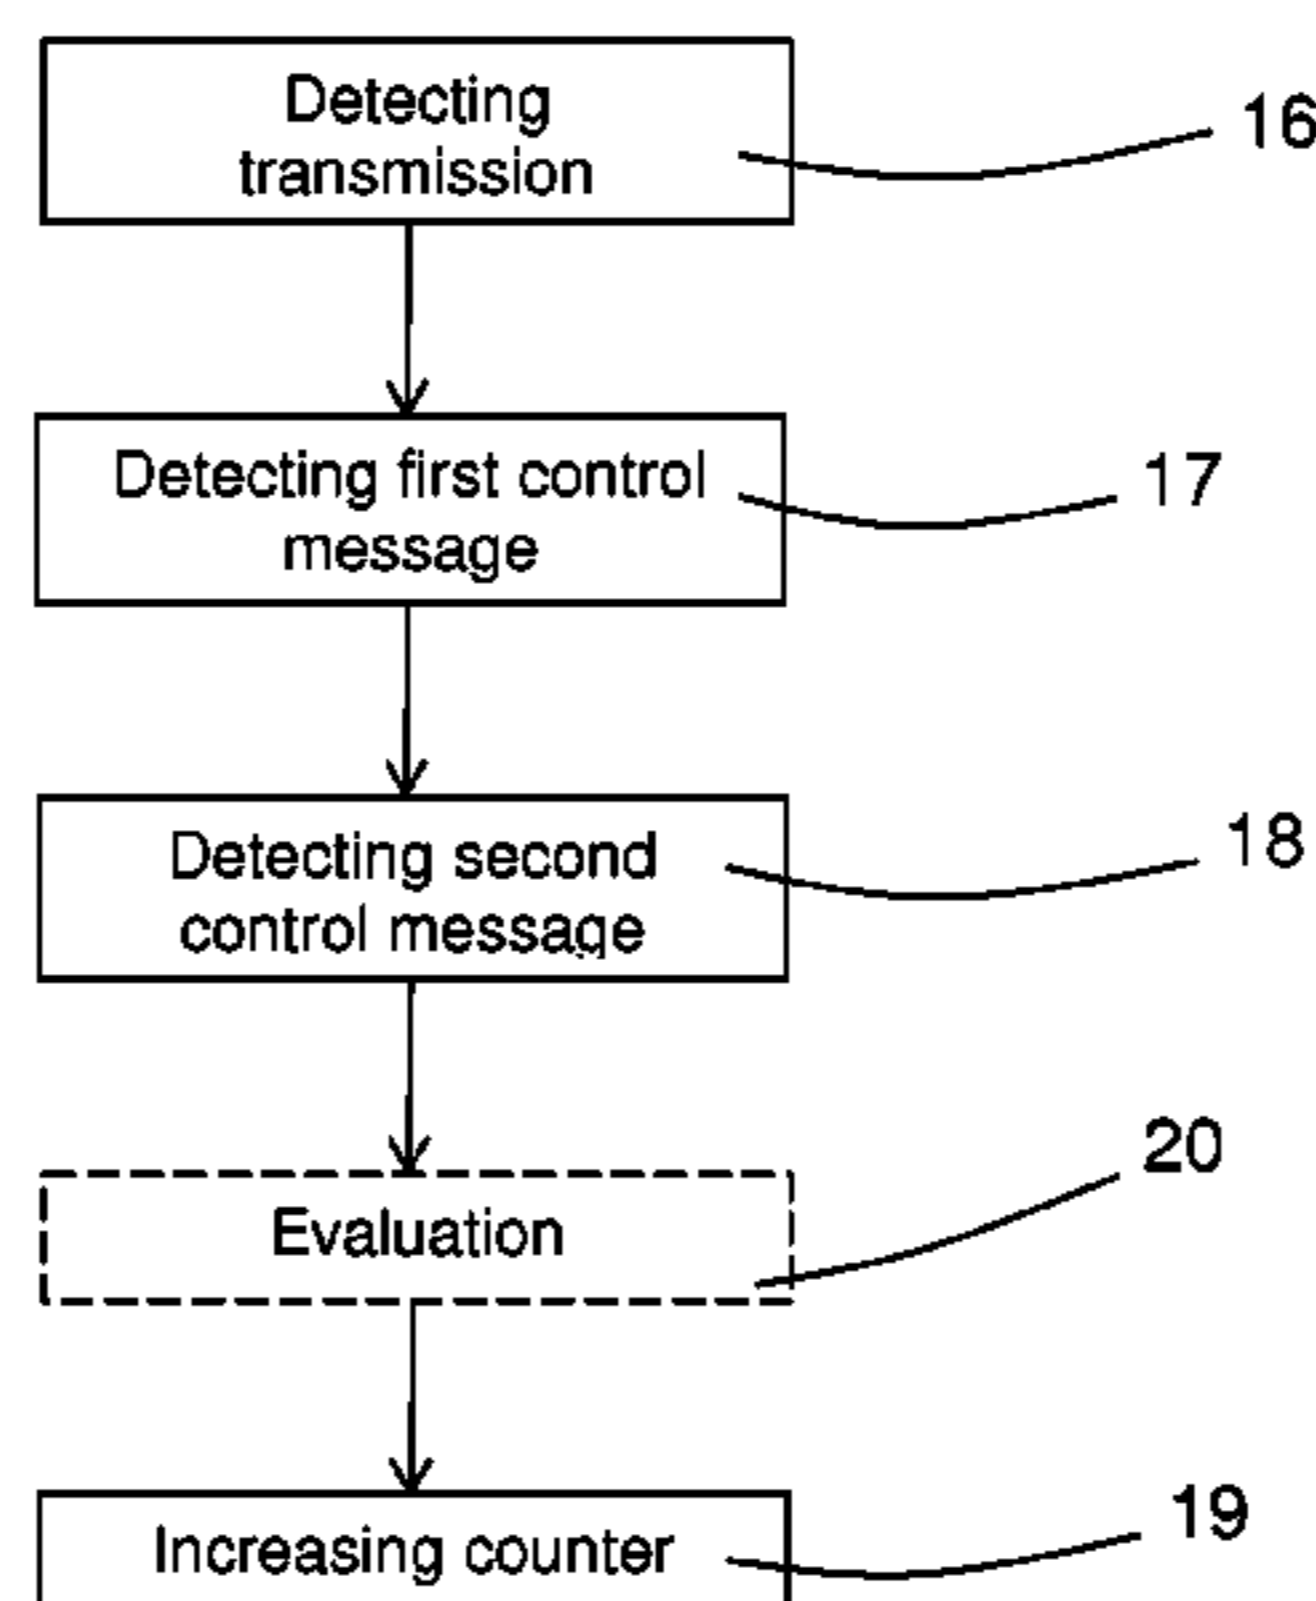 Detecting
transmission
16
Detecting first control
message
17
Detecting second
control message
18
Evaluation
20
Increasing counter
19